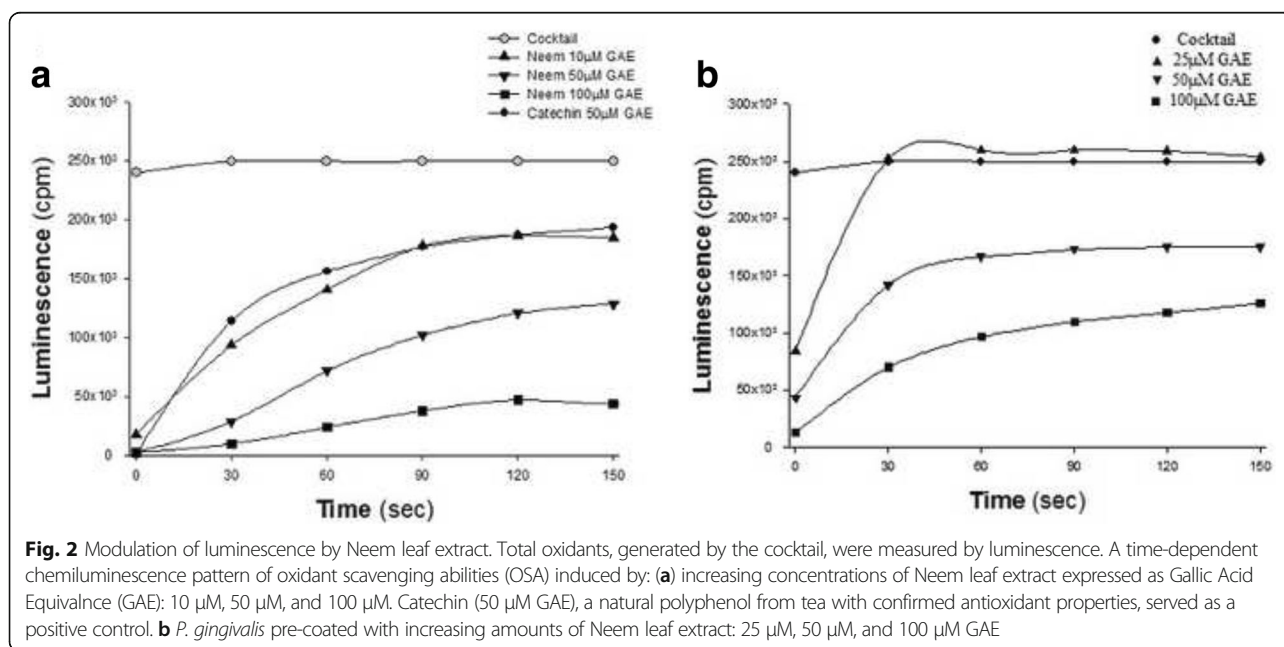 a
Cocktail
Neem 10µM GAE
Neem 50µM GAE
Neem 100µM GAE
Catechin 50µM GAE
300x10³
250x10³
200x10³
150x10³
100x10³
50x10³
0
Luminescence (cpm)
0 30 60 90 120 150
Time (sec)
b
Cocktail
25µM GAE
50µM GAE
100µM GAE
300x10³
250x10³
200x10³
150x10³
100x10³
50x10³
0
Luminescence (cpm)
0 30 60 90 120 150
Time (sec)
Fig. 2 Modulation of luminescence by Neem leaf extract. Total oxidants, generated by the cocktail, were measured by luminescence. A time-dependent
chemiluminescence pattern of oxidant scavenging abilities (OSA) induced by: (a) increasing concentrations of Neem leaf extract expressed as Gallic Acid
Equivalnce (GAE): 10 µM, 50 µM, and 100 µM. Catechin (50 µM GAE), a natural polyphenol from tea with confirmed antioxidant properties, served as a
positive control. b P. gingivalis pre-coated with increasing amounts of Neem leaf extract: 25 µM, 50 µM, and 100 µM GAE